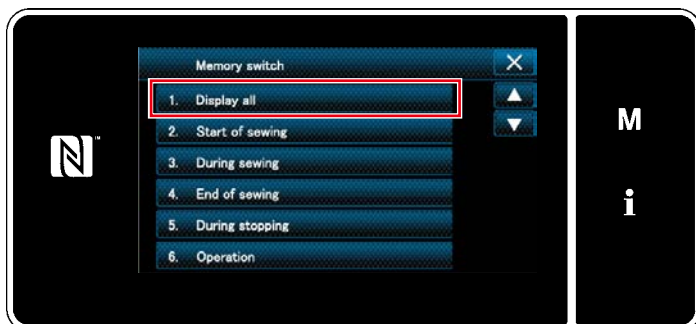 Memory switch
1. Display all
2. Start of sewing
3. During sewing
4. End of sewing
5. During stopping
6. Operation
N
M
i